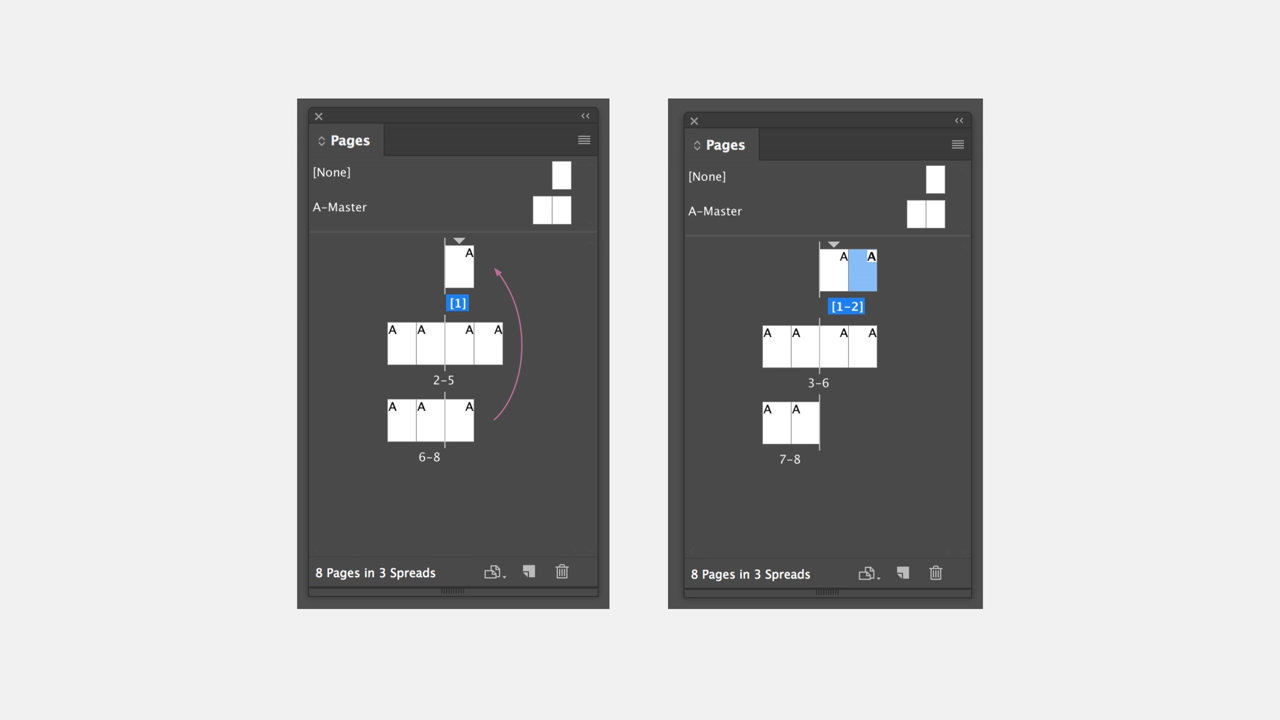 Pages
[None]
A-Master
A
[1]
A A A A
2-5
A A A
6-8
8 Pages in 3 Spreads
Pages
[None]
A-Master
A A
[1-2]
A A A A
3-6
A A
7-8
8 Pages in 3 Spreads